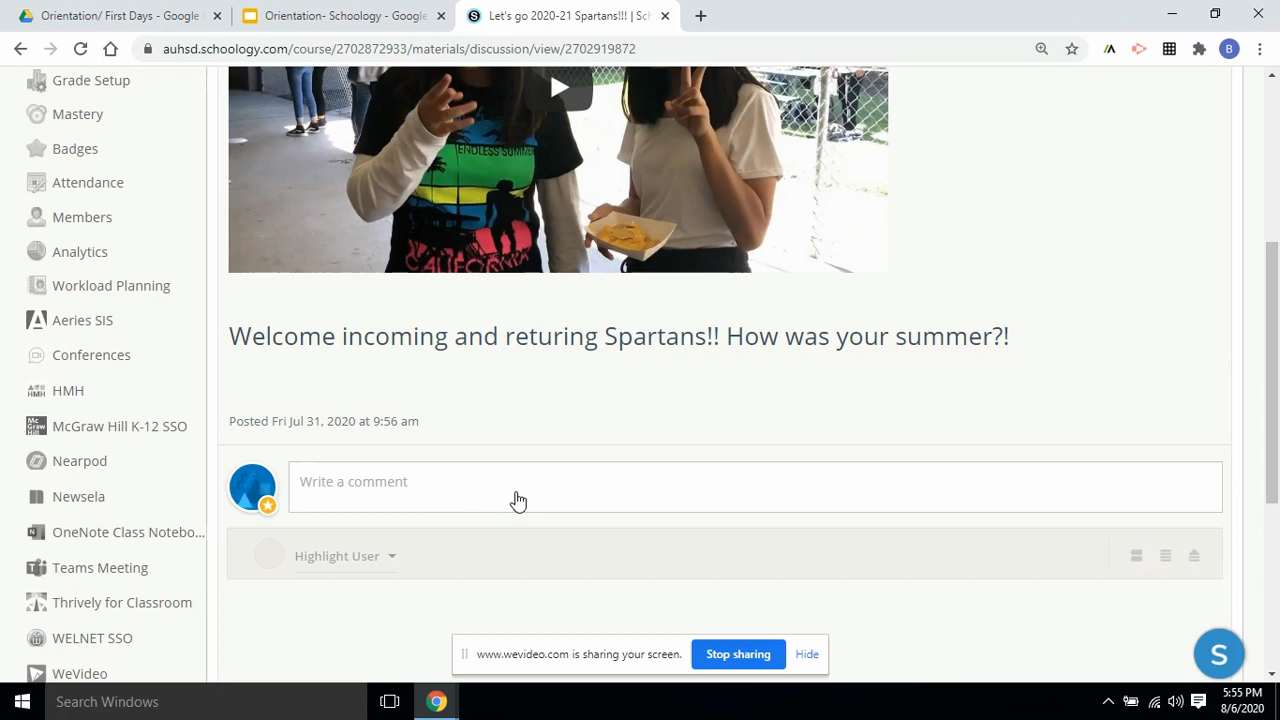 Orientation/ First Days - Google
Orientation- Schoology - Google
Let's go 2020-21 Spartans!!! | Sch
auhsd.schoology.com/course/2702872933/materials/discussion/view/2702919872
B
Grade Setup
Mastery
Badges
Attendance
Members
Analytics
Workload Planning
Aeries SIS
Conferences
HMH
McGraw Hill K-12 SSO
Nearpod
Newsela
OneNote Class Notebo...
Teams Meeting
Thrively for Classroom
WELNET SSO
WeVideo
ENDLESS SUMMER
CALIFORNIA
Welcome incoming and returing Spartans!! How was your summer?!
Posted Fri Jul 31, 2020 at 9:56 am
Write a comment
Highlight User
www.wevideo.com is sharing your screen. Stop sharing Hide
S
Search Windows
5:55 PM
8/6/2020